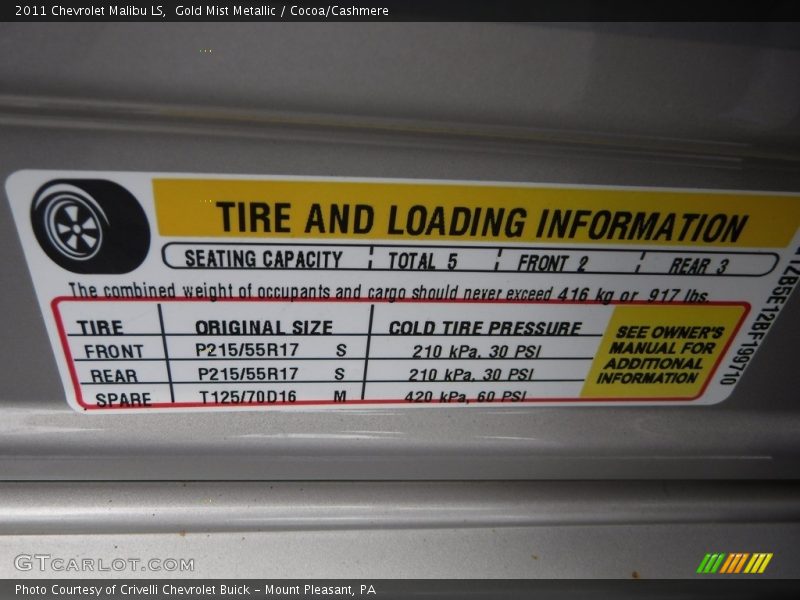 2011 Chevrolet Malibu LS,  Gold Mist Metallic / Cocoa/Cashmere
TIRE AND LOADING INFORMATION
SEATING CAPACITY ¦ TOTAL 5 ¦ FRONT 2 ¦ REAR 3
The combined weight of occupants and cargo should never exceed 416 kg or 917 lbs.
TIRE ORIGINAL SIZE COLD TIRE PRESSURE
FRONT P215/55R17 S 210 kPa, 30 PSI
REAR P215/55R17 S 210 kPa, 30 PSI
SPARE T125/70D16 M 420 kPa, 60 PSI
SEE OWNER'S
MANUAL FOR
ADDITIONAL
INFORMATION
GTCARLOT.COM
Photo Courtesy of Crivelli Chevrolet Buick - Mount Pleasant, PA